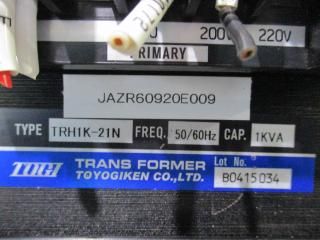 200 220V
PRIMARY
JAZR60920E009
TYPE TRH1K-21N FREQ. 50/60Hz CAP. 1KVA
TOGI TRANS FORMER Lot No.
TOYOGIKEN CO.,LTD. B0415034